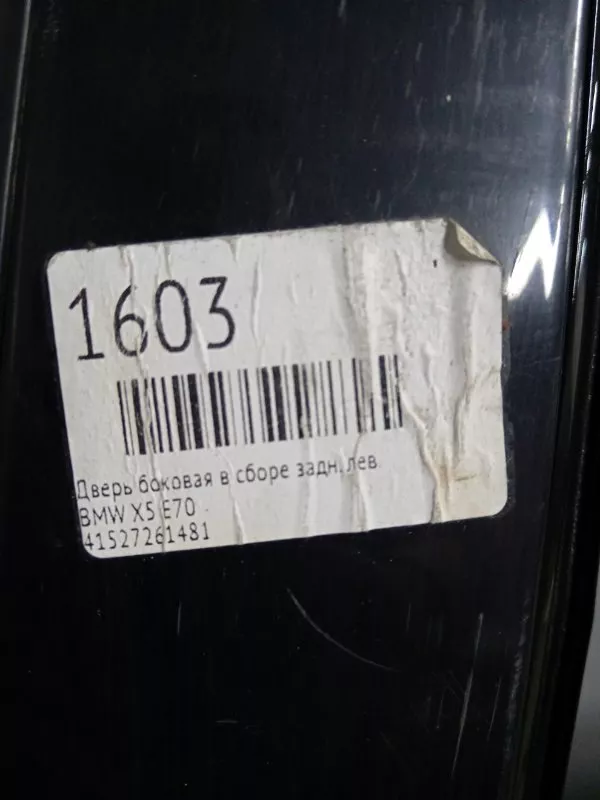 1603
Дверь боковая в сборе задн.лев.
BMW X5 E70
41527261481